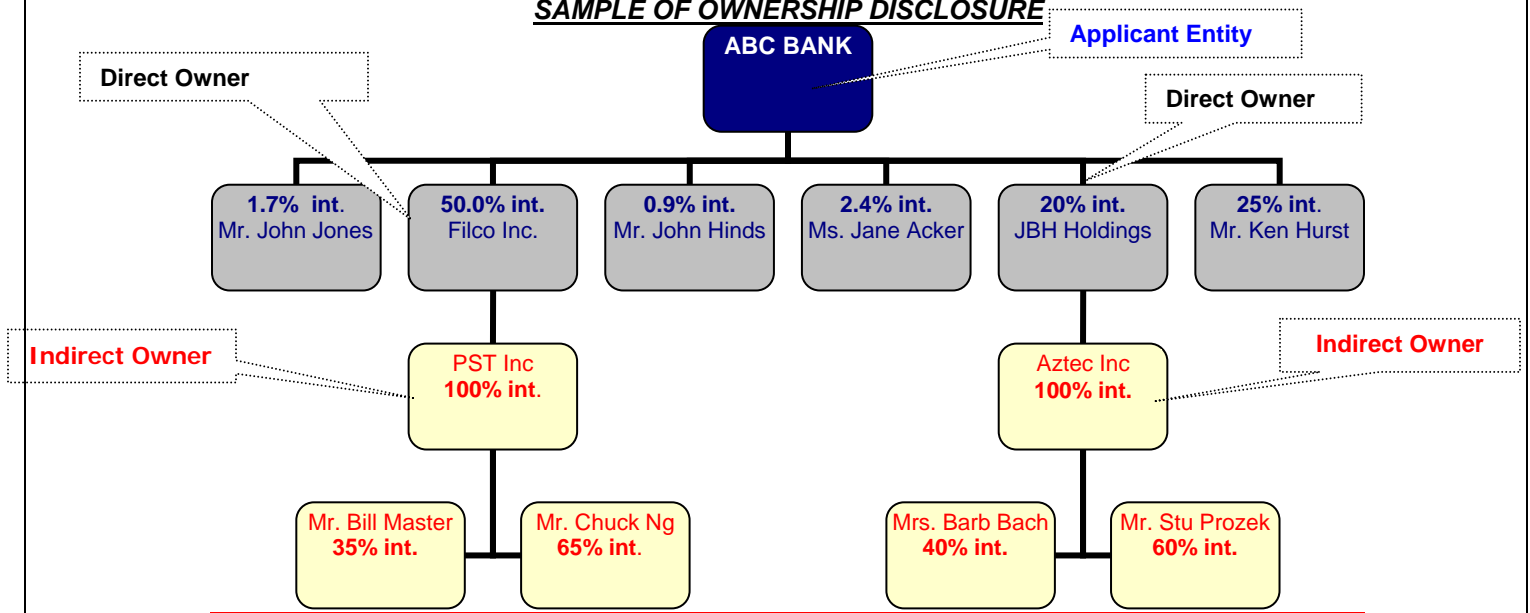 SAMPLE OF OWNERSHIP DISCLOSURE
ABC BANK
Applicant Entity
Direct Owner
Direct Owner
1.7% int.
Mr. John Jones
50.0% int.
Filco Inc.
0.9% int.
Mr. John Hinds
2.4% int.
Ms. Jane Acker
20% int.
JBH Holdings
25% int.
Mr. Ken Hurst
Indirect Owner
PST Inc
100% int.
Aztec Inc
100% int.
Indirect Owner
Mr. Bill Master
35% int.
Mr. Chuck Ng
65% int.
Mrs. Barb Bach
40% int.
Mr. Stu Prozek
60% int.